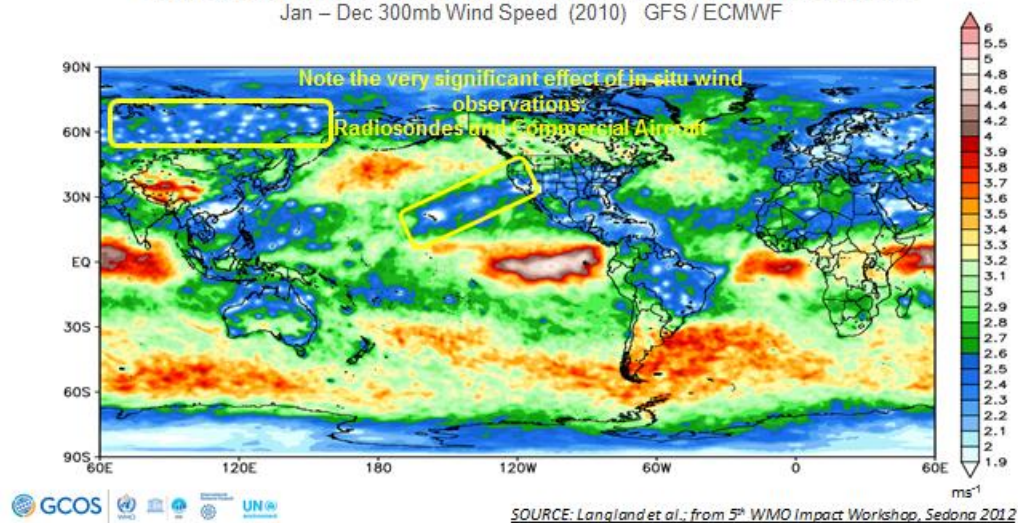 Jan – Dec 300mb Wind Speed (2010) GFS / ECMWF
Note the very significant effect of in-situ wind
observations:
Radiosondes and Commercial Aircraft
90N
60N
30N
EQ
30S
60S
90S
60E
120E
180
120W
60W
0
60E
6
5.5
5
4.8
4.6
4.4
4.2
4
3.9
3.8
3.7
3.6
3.5
3.4
3.3
3.2
3.1
3
2.9
2.8
2.7
2.6
2.5
2.4
2.3
2.2
2.1
2
1.9
ms⁻¹
GCOS
WMO
UN
environment
SOURCE: Langland et al.; from 5th WMO Impact Workshop, Sedona 2012